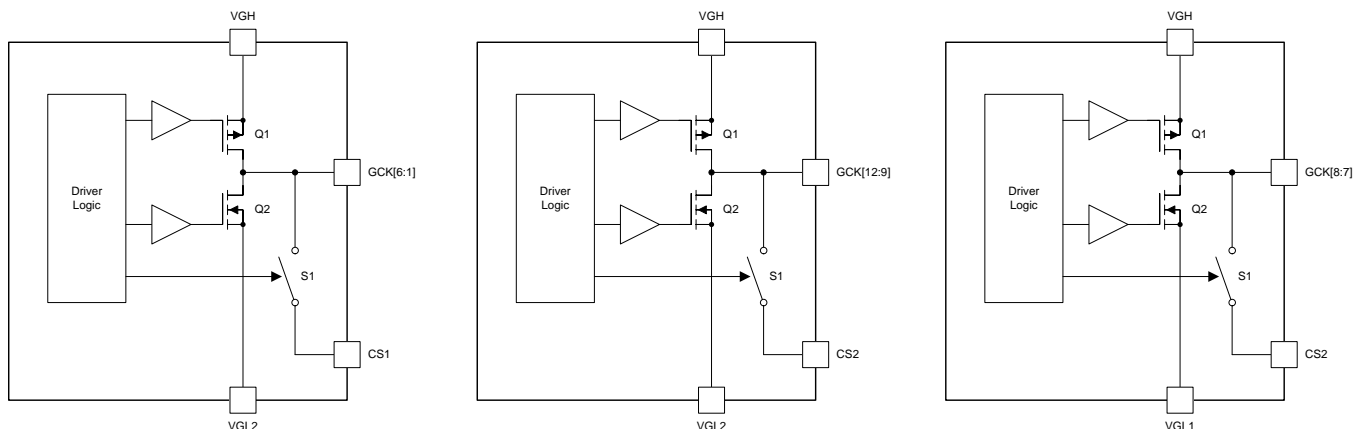 VGH
Driver
Logic
Q1
Q2
S1
GCK[6:1]
CS1
VGL2
VGH
Driver
Logic
Q1
Q2
S1
GCK[12:9]
CS2
VGL2
VGH
Driver
Logic
Q1
Q2
S1
GCK[8:7]
CS2
VGL1